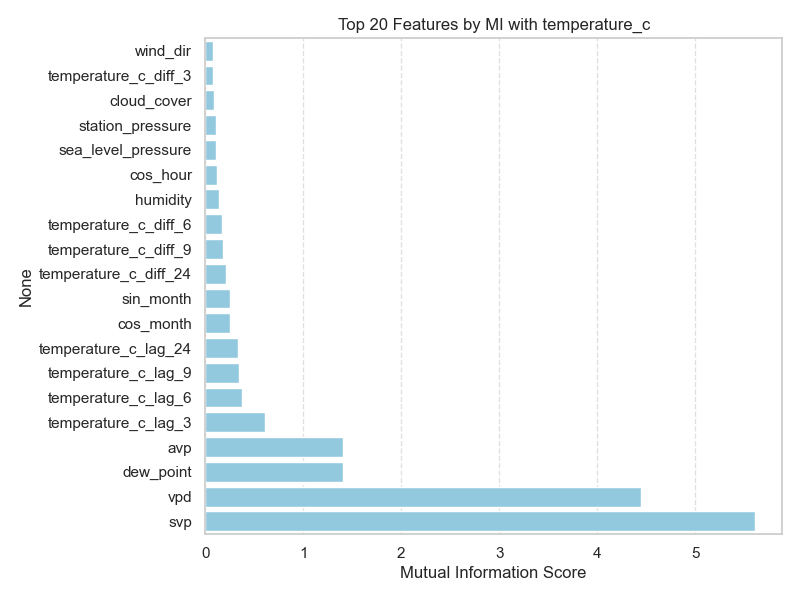 Top 20 Features by MI with temperature_c
wind_dir
temperature_c_diff_3
cloud_cover
station_pressure
sea_level_pressure
cos_hour
humidity
temperature_c_diff_6
temperature_c_diff_9
temperature_c_diff_24
sin_month
cos_month
temperature_c_lag_24
temperature_c_lag_9
temperature_c_lag_6
temperature_c_lag_3
avp
dew_point
vpd
svp
None
0 1 2 3 4 5
Mutual Information Score